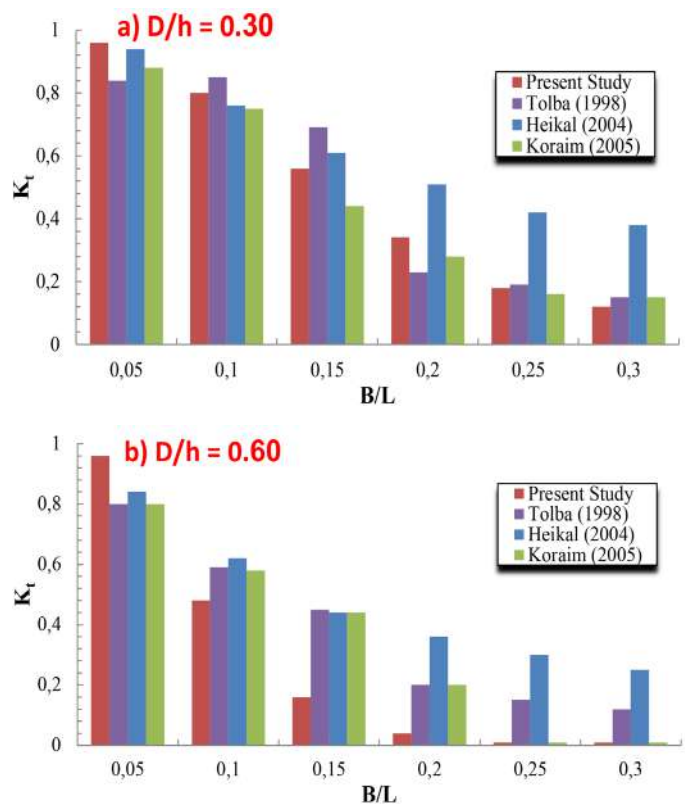 a) D/h = 0.30
1
0,8
0,6
0,4
0,2
0
Kt
Present Study
Tolba (1998)
Heikal (2004)
Koraim (2005)
0,05 0,1 0,15 0,2 0,25 0,3
B/L
b) D/h = 0.60
1
0,8
0,6
0,4
0,2
0
Kt
Present Study
Tolba (1998)
Heikal (2004)
Koraim (2005)
0,05 0,1 0,15 0,2 0,25 0,3
B/L